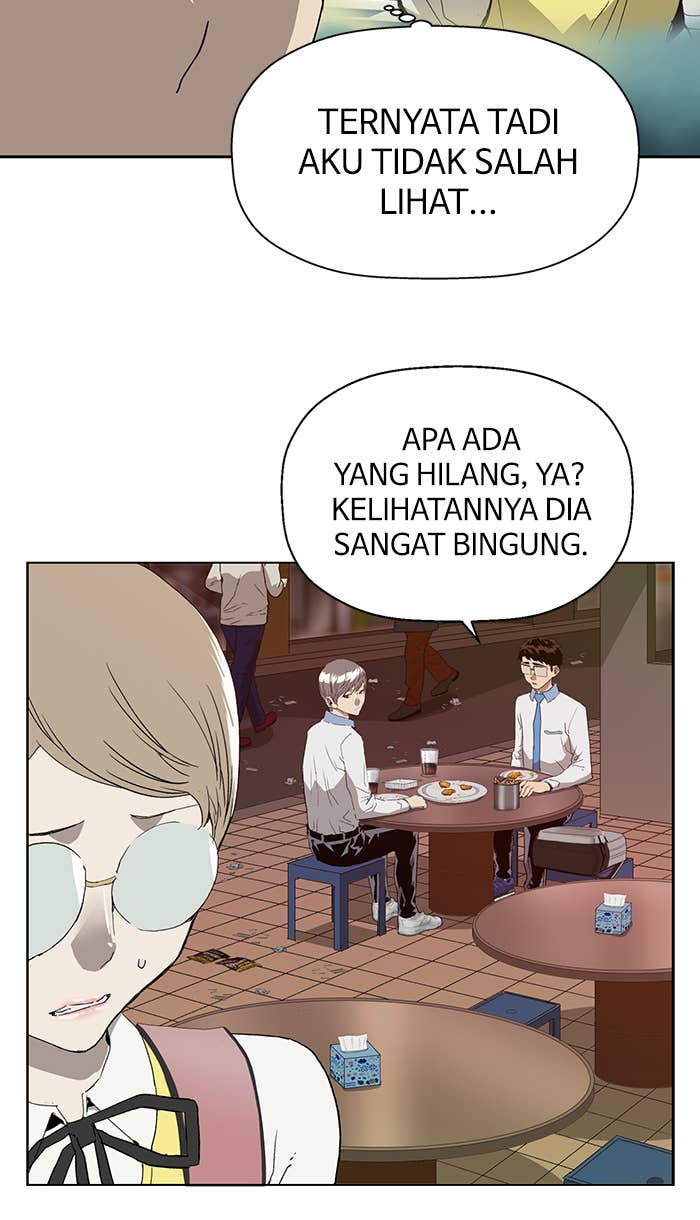 TERNYATA TADI
AKU TIDAK SALAH
LIHAT...
APA ADA
YANG HILANG, YA?
KELIHATANNYA DIA
SANGAT BINGUNG.